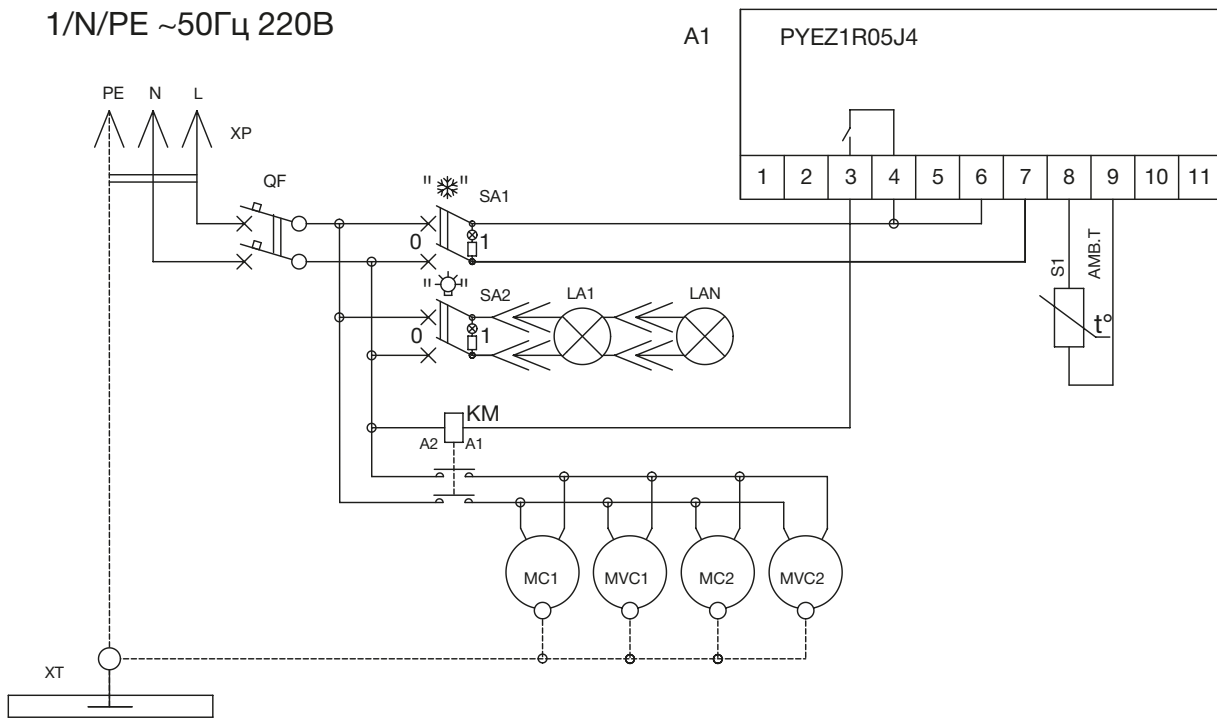 1/N/PE ~50Гц 220В
A1 PYEZ1R05J4
PE N L
XP
QF
" " SA1
1 2 3 4 5 6 7 8 9 10 11
0 1
" " SA2 LA1 LAN
0 1
S1 AMB.T
t°
KM
A2 A1
MC1 MVC1 MC2 MVC2
XT